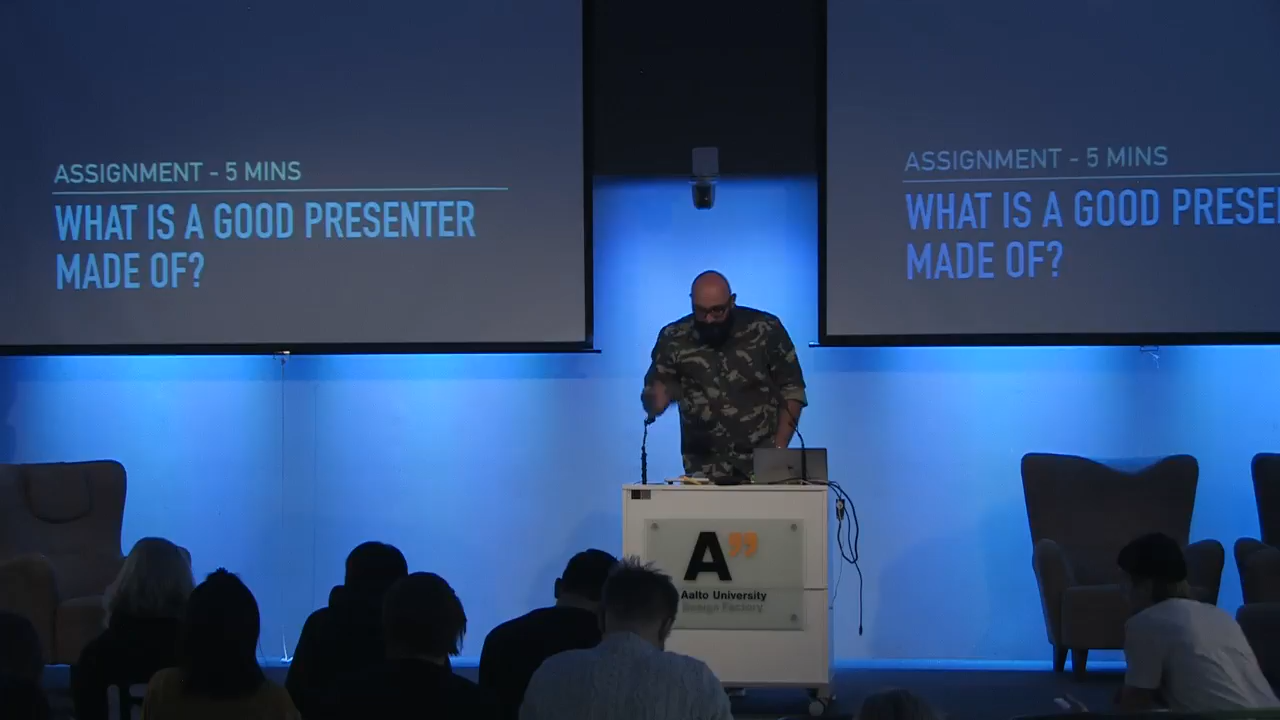 ASSIGNMENT - 5 MINS
WHAT IS A GOOD PRESENTER
MADE OF?
ASSIGNMENT - 5 MINS
WHAT IS A GOOD PRESE
MADE OF?
A"
Aalto University
Design Factory